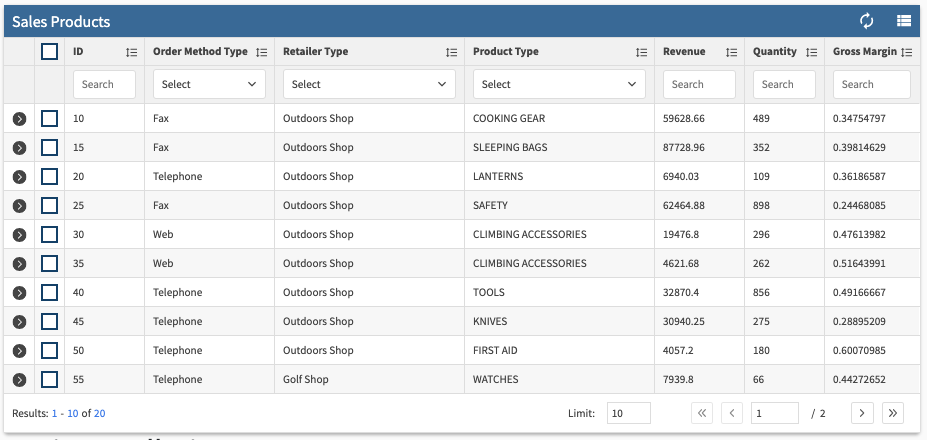 Sales Products
ID Order Method Type Retailer Type Product Type Revenue Quantity Gross Margin
Search Select Select Select Search Search Search
10 Fax Outdoors Shop COOKING GEAR 59628.66 489 0.34754797
15 Fax Outdoors Shop SLEEPING BAGS 87728.96 352 0.39814629
20 Telephone Outdoors Shop LANTERNS 6940.03 109 0.36186587
25 Fax Outdoors Shop SAFETY 62464.88 898 0.24468085
30 Web Outdoors Shop CLIMBING ACCESSORIES 19476.8 296 0.47613982
35 Web Outdoors Shop CLIMBING ACCESSORIES 4621.68 262 0.51643991
40 Telephone Outdoors Shop TOOLS 32870.4 856 0.49166667
45 Telephone Outdoors Shop KNIVES 30940.25 275 0.28895209
50 Telephone Outdoors Shop FIRST AID 4057.2 180 0.60070985
55 Telephone Golf Shop WATCHES 7939.8 66 0.44272652
Results: 1 - 10 of 20 Limit: 10 1 / 2